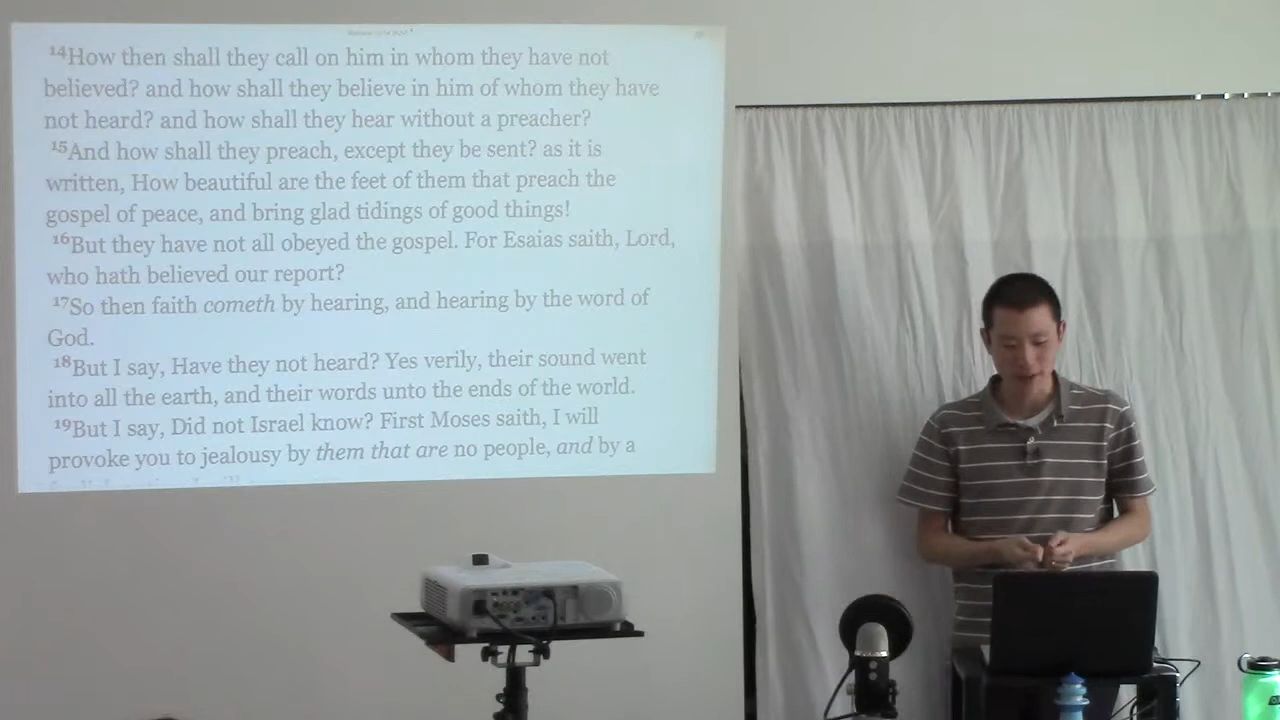 14How then shall they call on him in whom they have not
believed? and how shall they believe in him of whom they have
not heard? and how shall they hear without a preacher?
15And how shall they preach, except they be sent? as it is
written, How beautiful are the feet of them that preach the
gospel of peace, and bring glad tidings of good things!
16But they have not all obeyed the gospel. For Esaias saith, Lord,
who hath believed our report?
17So then faith cometh by hearing, and hearing by the word of
God.
18But I say, Have they not heard? Yes verily, their sound went
into all the earth, and their words unto the ends of the world.
19But I say, Did not Israel know? First Moses saith, I will
provoke you to jealousy by them that are no people, and by a